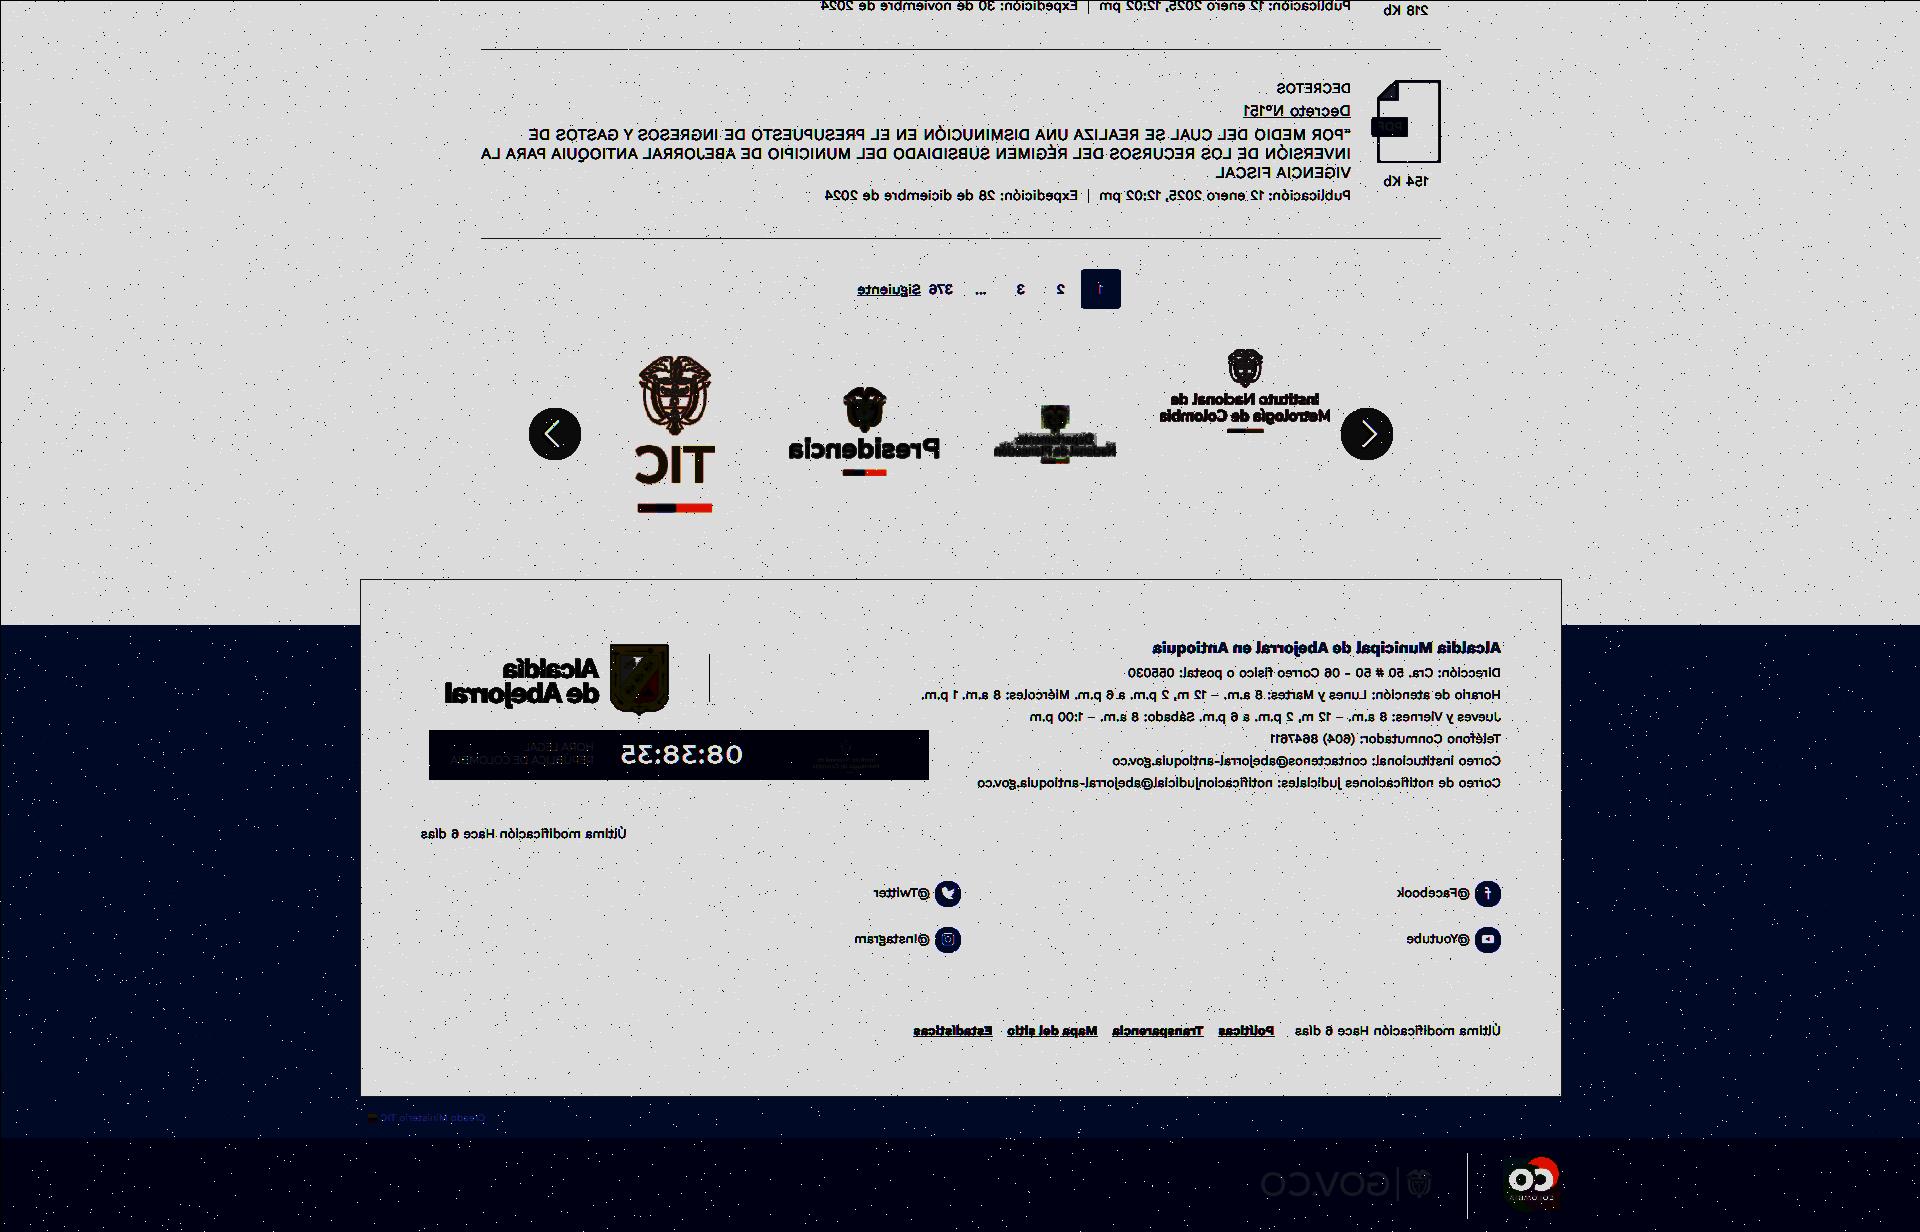 Publicación: 12 enero 2025, 12:02 pm | Expedición: 30 de noviembre de 2024
218 Kb
DECRETOS
Decreto N°151
“POR MEDIO DEL CUAL SE REALIZA UNA DISMINUCIÓN EN EL PRESUPUESTO DE INGRESOS Y GASTOS DE
INVERSIÓN DE LOS RECURSOS DEL RÉGIMEN SUBSIDIADO DEL MUNICIPIO DE ABEJORRAL ANTIOQUIA PARA LA
VIGENCIA FISCAL
Publicación: 12 enero 2025, 12:02 pm | Expedición: 28 de diciembre de 2024
PDF
154 Kb
1 2 3 ... 376 Siguiente
Instituto Nacional de
Metrología de Colombia
Departamento
Nacional de Planeación
Presidencia
TIC
Alcaldía Municipal de Abejorral en Antioquia
Dirección: Cra. 50 # 50 - 06 Correo físico o postal: 055030
Horario de atención: Lunes y Martes: 8 a.m. – 12 m, 2 p.m. a 6 p.m. Miércoles: 8 a.m. 1 p.m.
Jueves y Viernes: 8 a.m. – 12 m, 2 p.m. a 6 p.m. Sábado: 8 a.m. – 1:00 p.m
Teléfono Conmutador: (604) 8647611
Correo institucional: contactenos@abejorral-antioquia.gov.co
Correo de notificaciones judiciales: notificacionjudicial@abejorral-antioquia.gov.co
Alcaldía
de Abejorral
08:38:35
HORA LEGAL
REPÚBLICA DE COLOMBIA
Última modificación Hace 6 días
@Facebook
@Twitter
@Youtube
@Instagram
Última modificación Hace 6 días Políticas Transparencia Mapa del sitio Estadísticas
Creado Ministerio TIC
CO
COLOMBIA
GOV.CO